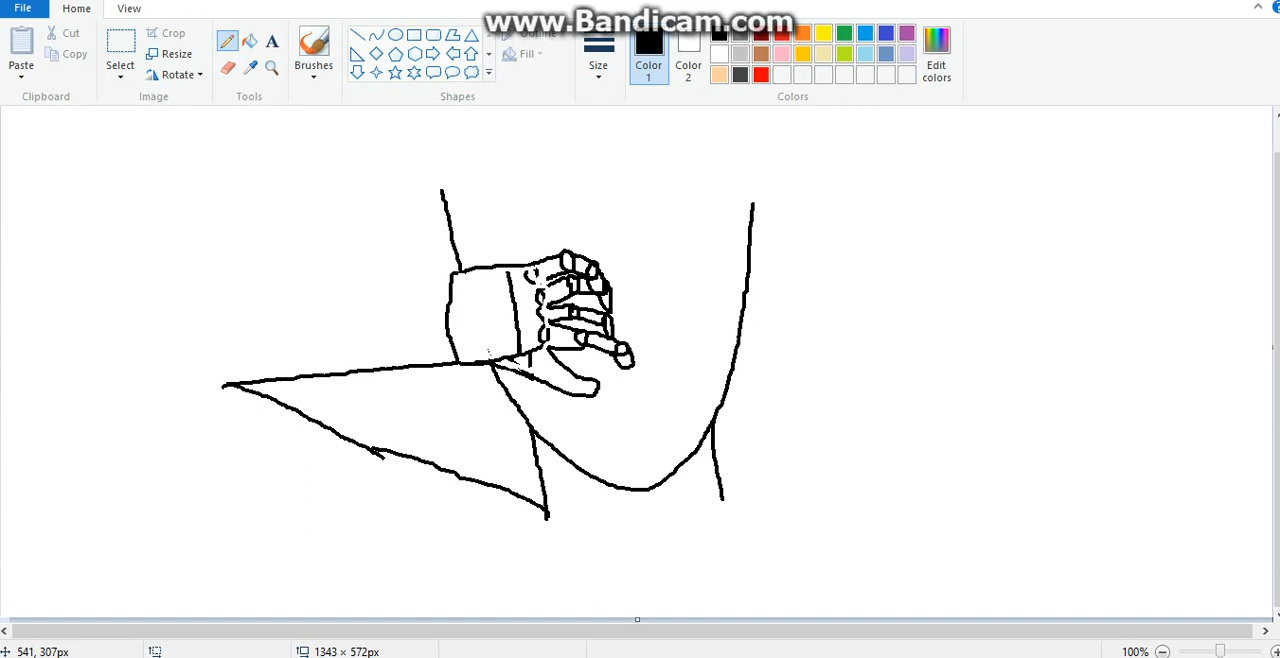 File
Home
View
www.Bandicam.com
Paste
Cut
Copy
Clipboard
Select
Crop
Resize
Rotate
Image
A
Tools
Brushes
Outline
Fill
Shapes
Size
Color 1
Color 2
Edit colors
Colors
541, 307px
1343 × 572px
100%